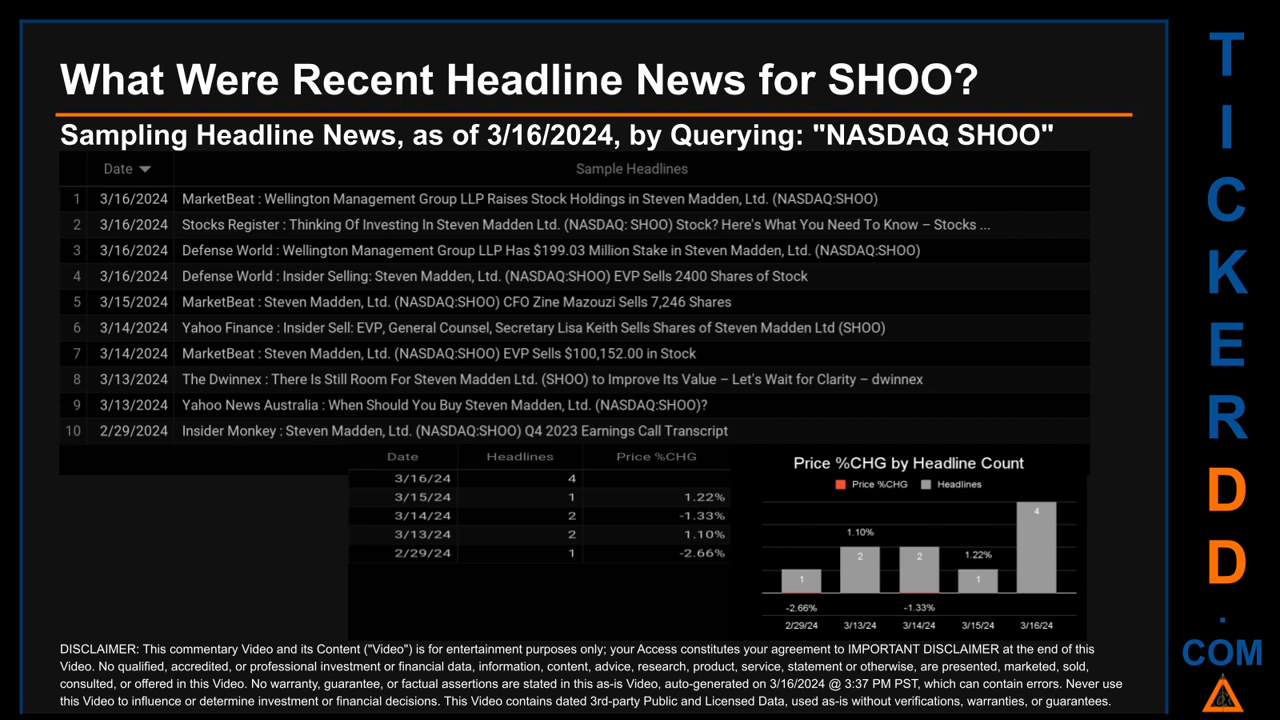 What Were Recent Headline News for SHOO?
Sampling Headline News, as of 3/16/2024, by Querying: "NASDAQ SHOO"
Date Sample Headlines
1 3/16/2024 MarketBeat : Wellington Management Group LLP Raises Stock Holdings in Steven Madden, Ltd. (NASDAQ:SHOO)
2 3/16/2024 Stocks Register : Thinking Of Investing In Steven Madden Ltd. (NASDAQ: SHOO) Stock? Here's What You Need To Know – Stocks ...
3 3/16/2024 Defense World : Wellington Management Group LLP Has $199.03 Million Stake in Steven Madden, Ltd. (NASDAQ:SHOO)
4 3/16/2024 Defense World : Insider Selling: Steven Madden, Ltd. (NASDAQ:SHOO) EVP Sells 2400 Shares of Stock
5 3/15/2024 MarketBeat : Steven Madden, Ltd. (NASDAQ:SHOO) CFO Zine Mazouzi Sells 7,246 Shares
6 3/14/2024 Yahoo Finance : Insider Sell: EVP, General Counsel, Secretary Lisa Keith Sells Shares of Steven Madden Ltd (SHOO)
7 3/14/2024 MarketBeat : Steven Madden, Ltd. (NASDAQ:SHOO) EVP Sells $100,152.00 in Stock
8 3/13/2024 The Dwinnex : There Is Still Room For Steven Madden Ltd. (SHOO) to Improve Its Value – Let's Wait for Clarity – dwinnex
9 3/13/2024 Yahoo News Australia : When Should You Buy Steven Madden, Ltd. (NASDAQ:SHOO)?
10 2/29/2024 Insider Monkey : Steven Madden, Ltd. (NASDAQ:SHOO) Q4 2023 Earnings Call Transcript
Date Headlines Price %CHG
3/16/24 4
3/15/24 1 1.22%
3/14/24 2 -1.33%
3/13/24 2 1.10%
2/29/24 1 -2.66%
Price %CHG by Headline Count
Price %CHG Headlines
4
1.10%
2 2 1.22%
1 1
-2.66% -1.33%
2/29/24 3/13/24 3/14/24 3/15/24 3/16/24
DISCLAIMER: This commentary Video and its Content ("Video") is for entertainment purposes only; your Access constitutes your agreement to IMPORTANT DISCLAIMER at the end of this
Video. No qualified, accredited, or professional investment or financial data, information, content, advice, research, product, service, statement or otherwise, are presented, marketed, sold,
consulted, or offered in this Video. No warranty, guarantee, or factual assertions are stated in this as-is Video, auto-generated on 3/16/2024 @ 3:37 PM PST, which can contain errors. Never use
this Video to influence or determine investment or financial decisions. This Video contains dated 3rd-party Public and Licensed Data, used as-is without verifications, warranties, or guarantees.
TICKERDD
.
COM